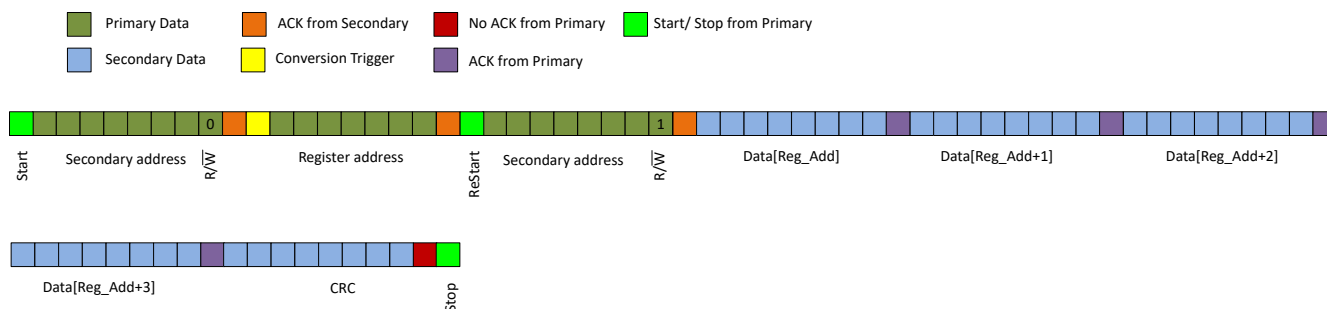 Primary Data
ACK from Secondary
No ACK from Primary
Start/ Stop from Primary
Secondary Data
Conversion Trigger
ACK from Primary
0
1
Start
Secondary address
R/W
Register address
ReStart
Secondary address
R/W
Data[Reg_Add]
Data[Reg_Add+1]
Data[Reg_Add+2]
Data[Reg_Add+3]
CRC
Stop